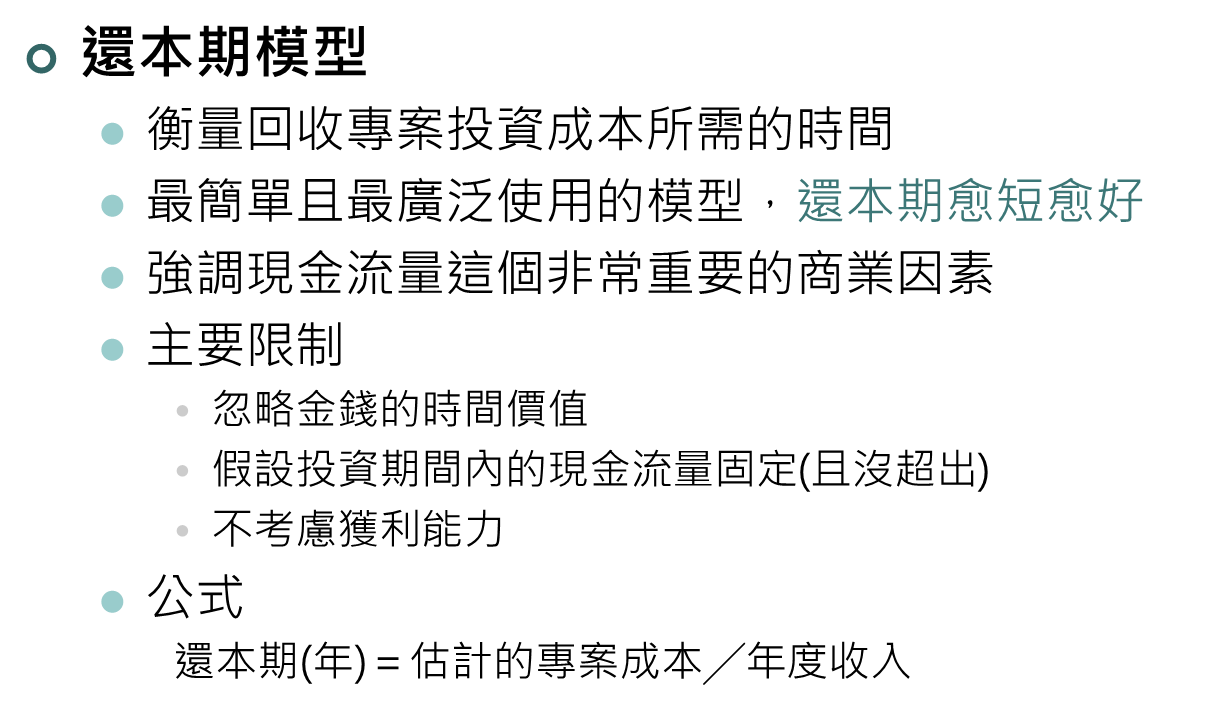 還本期模型
衡量回收專案投資成本所需的時間
最簡單且最廣泛使用的模型，還本期愈短愈好
強調現金流量這個非常重要的商業因素
主要限制
忽略金錢的時間價值
假設投資期間內的現金流量固定(且沒超出)
不考慮獲利能力
公式
還本期(年) = 估計的專案成本／年度收入